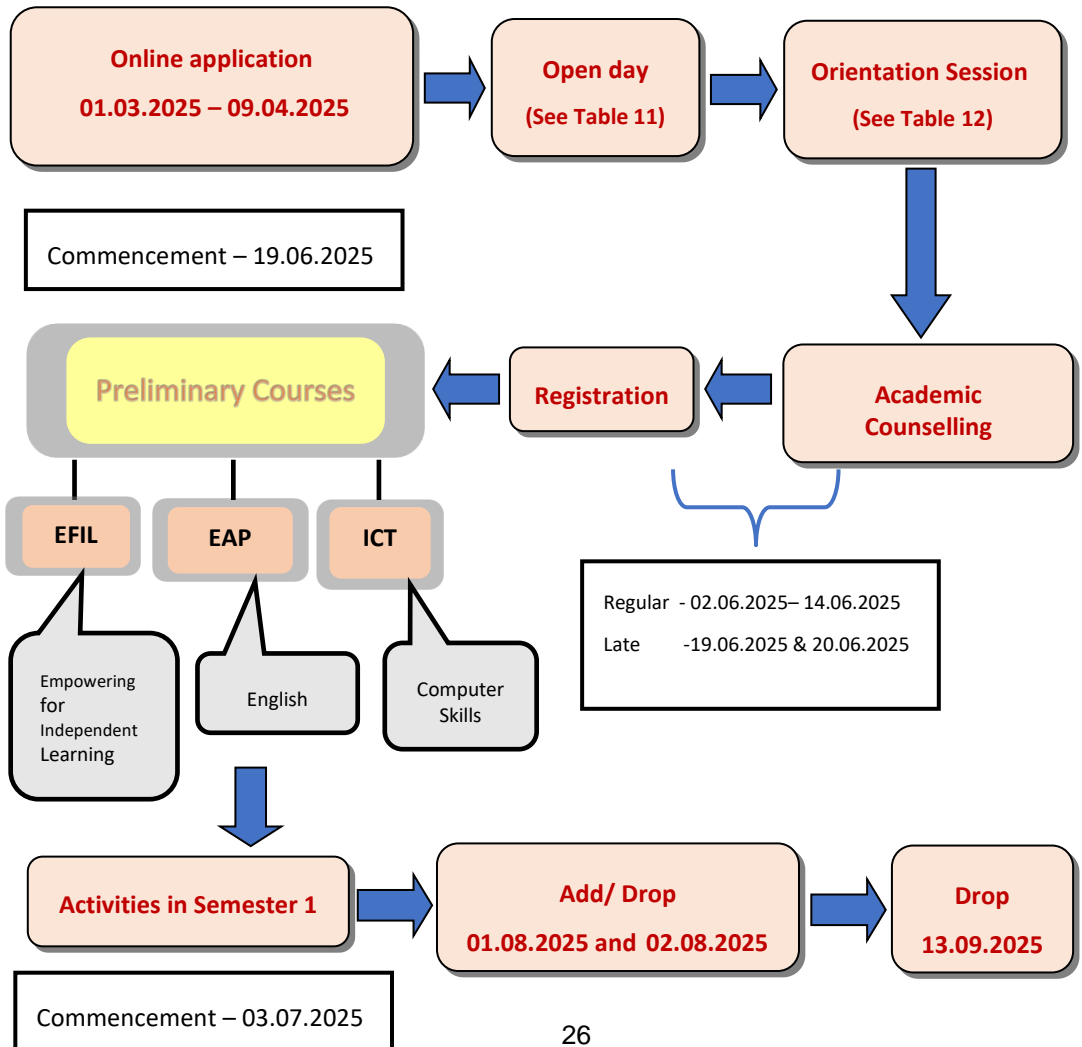 Online application
01.03.2025 – 09.04.2025
Open day
(See Table 11)
Orientation Session
(See Table 12)
Commencement – 19.06.2025
Preliminary Courses
Registration
Academic
Counselling
EFIL
EAP
ICT
Regular - 02.06.2025– 14.06.2025
Late -19.06.2025 & 20.06.2025
Empowering
for
Independent
Learning
English
Computer
Skills
Activities in Semester 1
Add/ Drop
01.08.2025 and 02.08.2025
Drop
13.09.2025
Commencement – 03.07.2025
26